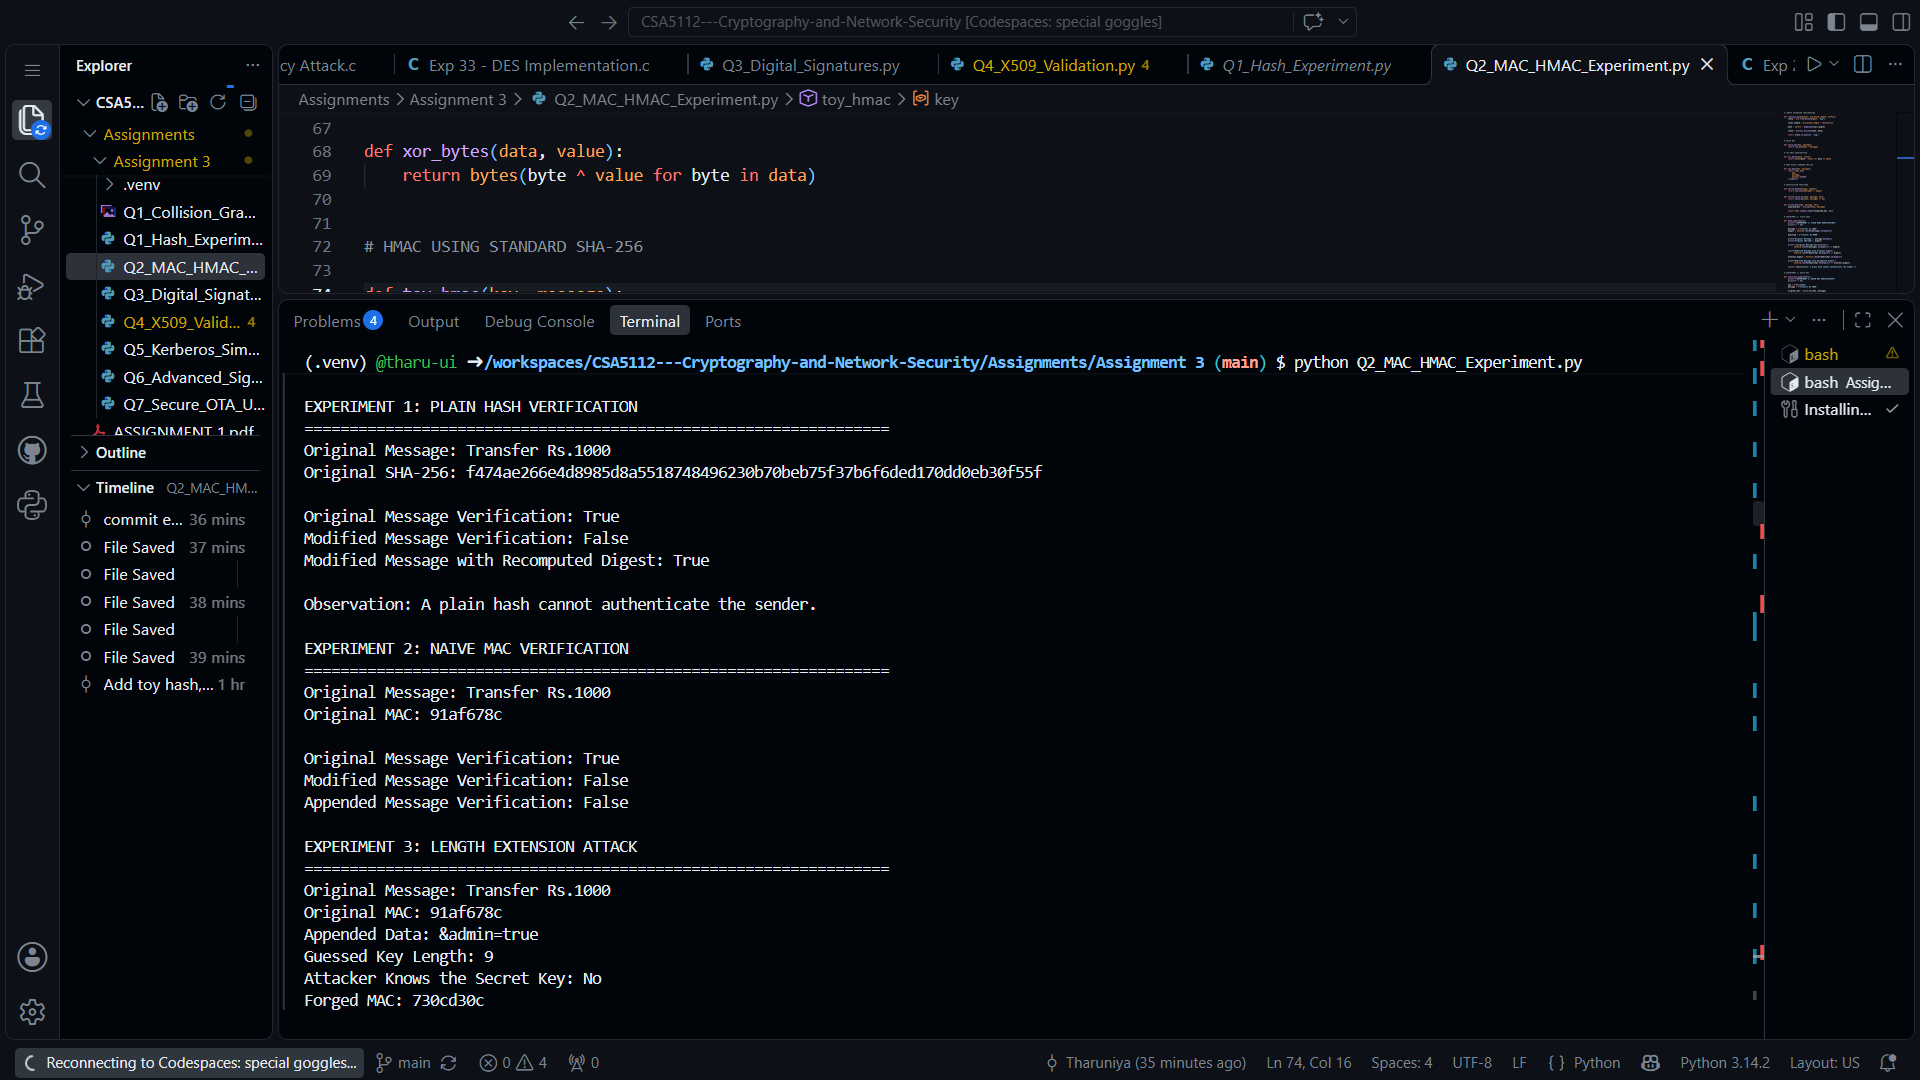 CSA5112---Cryptography-and-Network-Security [Codespaces: special goggles]
Explorer
CSA5...
Assignments
Assignment 3
.venv
Q1_Collision_Gra...
Q1_Hash_Experim...
Q2_MAC_HMAC_...
Q3_Digital_Signat...
Q4_X509_Valid... 4
Q5_Kerberos_Sim...
Q6_Advanced_Sig...
Q7_Secure_OTA_U...
ASSIGNMENT 1.pdf
Outline
Timeline Q2_MAC_HM...
commit e... 36 mins
File Saved 37 mins
File Saved
File Saved 38 mins
File Saved
File Saved 39 mins
Add toy hash,... 1 hr
cy Attack.c
Exp 33 - DES Implementation.c
Q3_Digital_Signatures.py
Q4_X509_Validation.py 4
Q1_Hash_Experiment.py
Q2_MAC_HMAC_Experiment.py
Exp
Assignments > Assignment 3 > Q2_MAC_HMAC_Experiment.py > toy_hmac > key
67
68 def xor_bytes(data, value):
69 return bytes(byte ^ value for byte in data)
70
71
72 # HMAC USING STANDARD SHA-256
73
74 def toy_hmac(key, message):
Problems 4 Output Debug Console Terminal Ports
(.venv) @tharu-ui ➜/workspaces/CSA5112---Cryptography-and-Network-Security/Assignments/Assignment 3 (main) $ python Q2_MAC_HMAC_Experiment.py
EXPERIMENT 1: PLAIN HASH VERIFICATION
=================================================================
Original Message: Transfer Rs.1000
Original SHA-256: f474ae266e4d8985d8a5518748496230b70beb75f37b6f6ded170dd0eb30f55f
Original Message Verification: True
Modified Message Verification: False
Modified Message with Recomputed Digest: True
Observation: A plain hash cannot authenticate the sender.
EXPERIMENT 2: NAIVE MAC VERIFICATION
=================================================================
Original Message: Transfer Rs.1000
Original MAC: 91af678c
Original Message Verification: True
Modified Message Verification: False
Appended Message Verification: False
EXPERIMENT 3: LENGTH EXTENSION ATTACK
=================================================================
Original Message: Transfer Rs.1000
Original MAC: 91af678c
Appended Data: &admin=true
Guessed Key Length: 9
Attacker Knows the Secret Key: No
Forged MAC: 730cd30c
bash
bash Assig...
Installin...
Reconnecting to Codespaces: special goggles... main 0 4 0 Tharuniya (35 minutes ago) Ln 74, Col 16 Spaces: 4 UTF-8 LF { } Python Python 3.14.2 Layout: US